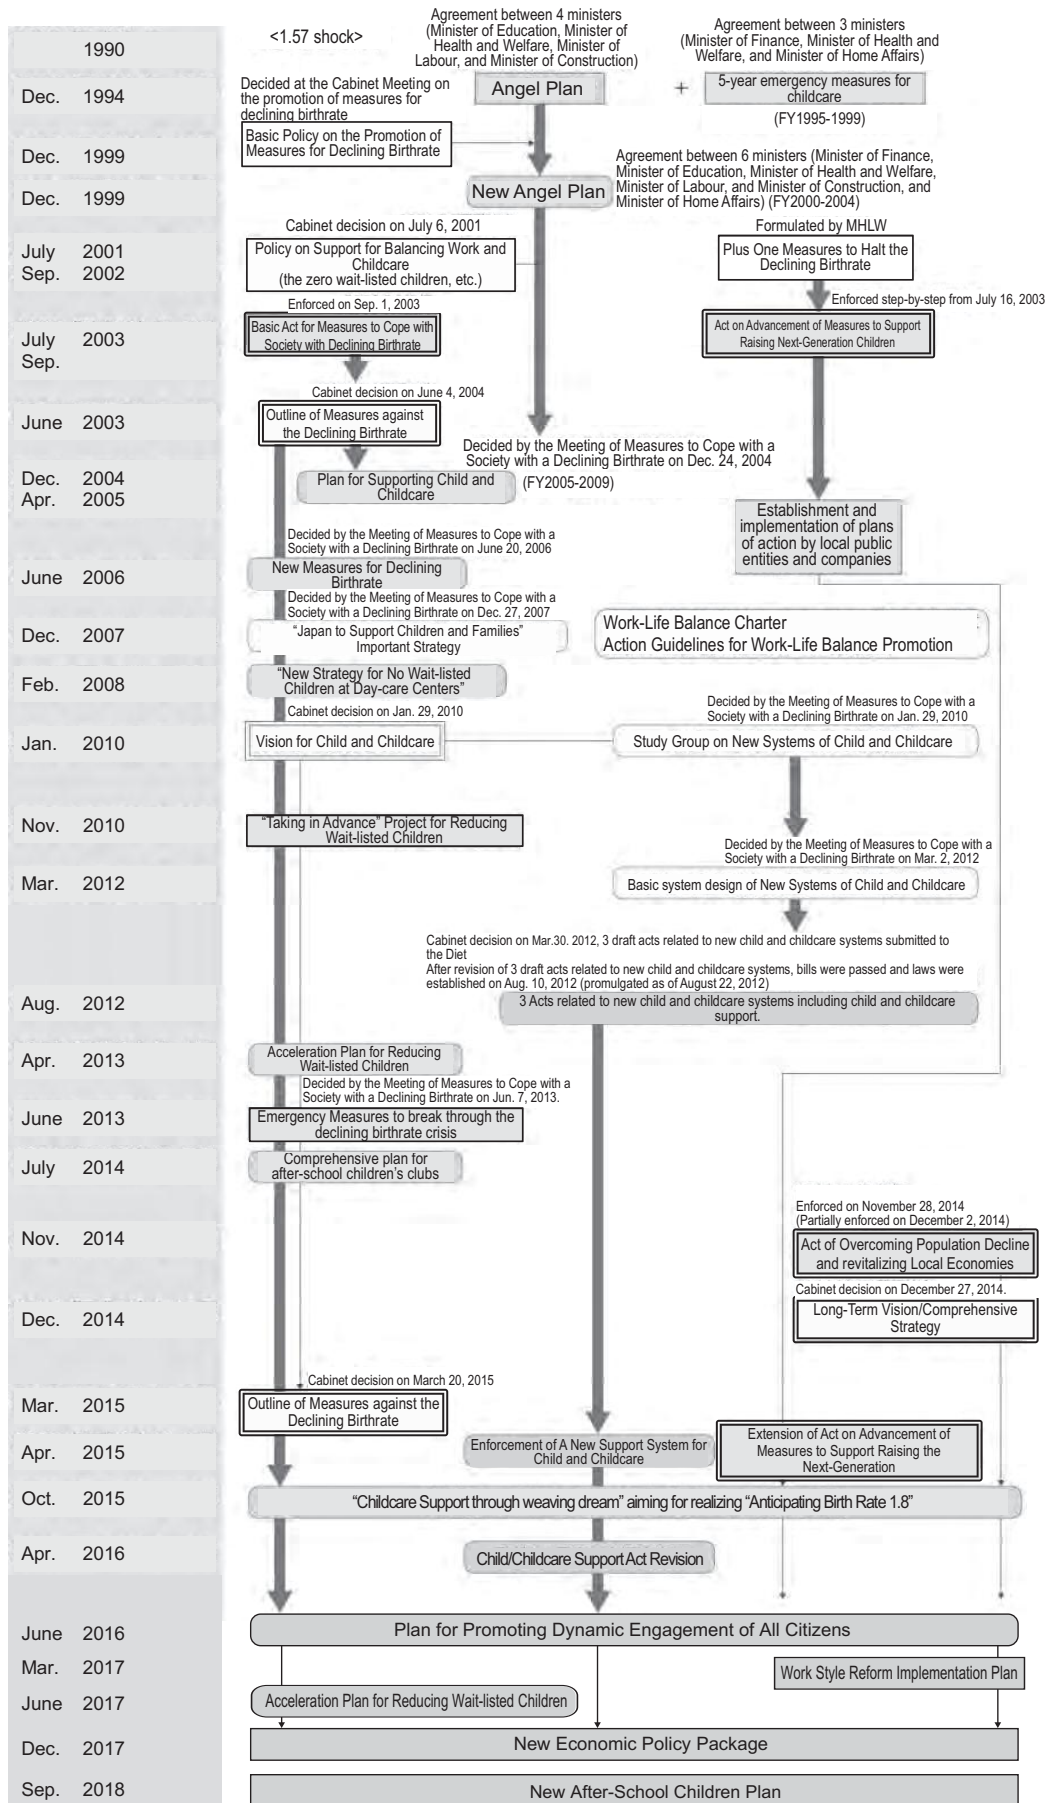 1990
<1.57 shock>
Agreement between 4 ministers
(Minister of Education, Minister of
Health and Welfare, Minister of
Labour, and Minister of Construction)
Agreement between 3 ministers
(Minister of Finance, Minister of Health and
Welfare, and Minister of Home Affairs)
Dec. 1994
Decided at the Cabinet Meeting on
the promotion of measures for
declining birthrate
Angel Plan
+
5-year emergency measures for
childcare
(FY1995-1999)
Dec. 1999
Basic Policy on the Promotion of
Measures for Declining Birthrate
Dec. 1999
New Angel Plan
Agreement between 6 ministers (Minister of Finance,
Minister of Education, Minister of Health and Welfare,
Minister of Labour, and Minister of Construction, and
Minister of Home Affairs) (FY2000-2004)
July 2001
Sep. 2002
Cabinet decision on July 6, 2001
Policy on Support for Balancing Work and
Childcare
(the zero wait-listed children, etc.)
Formulated by MHLW
Plus One Measures to Halt the
Declining Birthrate
Enforced step-by-step from July 16, 2003
July 2003
Sep.
Enforced on Sep. 1, 2003
Basic Act for Measures to Cope with
Society with Declining Birthrate
Act on Advancement of Measures to Support
Raising Next-Generation Children
June 2003
Cabinet decision on June 4, 2004
Outline of Measures against
the Declining Birthrate
Decided by the Meeting of Measures to Cope with a
Society with a Declining Birthrate on Dec. 24, 2004
Dec. 2004
Apr. 2005
Plan for Supporting Child and
Childcare
(FY2005-2009)
Establishment and
implementation of plans
of action by local public
entities and companies
Decided by the Meeting of Measures to Cope with a
Society with a Declining Birthrate on June 20, 2006
June 2006
New Measures for Declining
Birthrate
Decided by the Meeting of Measures to Cope with a
Society with a Declining Birthrate on Dec. 27, 2007
Dec. 2007
"Japan to Support Children and Families"
Important Strategy
Work-Life Balance Charter
Action Guidelines for Work-Life Balance Promotion
Feb. 2008
"New Strategy for No Wait-listed
Children at Day-care Centers"
Cabinet decision on Jan. 29, 2010
Decided by the Meeting of Measures to Cope with a
Society with a Declining Birthrate on Jan. 29, 2010
Jan. 2010
Vision for Child and Childcare
Study Group on New Systems of Child and Childcare
Nov. 2010
"Taking in Advance" Project for Reducing
Wait-listed Children
Decided by the Meeting of Measures to Cope with a
Society with a Declining Birthrate on Mar. 2, 2012
Mar. 2012
Basic system design of New Systems of Child and Childcare
Cabinet decision on Mar.30. 2012, 3 draft acts related to new child and childcare systems submitted to
the Diet
After revision of 3 draft acts related to new child and childcare systems, bills were passed and laws were
established on Aug. 10, 2012 (promulgated as of August 22, 2012)
Aug. 2012
3 Acts related to new child and childcare systems including child and childcare
support.
Apr. 2013
Acceleration Plan for Reducing
Wait-listed Children
Decided by the Meeting of Measures to Cope with a
Society with a Declining Birthrate on Jun. 7, 2013.
June 2013
Emergency Measures to break through the
declining birthrate crisis
July 2014
Comprehensive plan for
after-school children's clubs
Enforced on November 28, 2014
(Partially enforced on December 2, 2014)
Nov. 2014
Act of Overcoming Population Decline
and revitalizing Local Economies
Cabinet decision on December 27, 2014.
Dec. 2014
Long-Term Vision/Comprehensive
Strategy
Cabinet decision on March 20, 2015
Mar. 2015
Outline of Measures against the
Declining Birthrate
Apr. 2015
Enforcement of A New Support System for
Child and Childcare
Extension of Act on Advancement of
Measures to Support Raising the
Next-Generation
Oct. 2015
"Childcare Support through weaving dream" aiming for realizing "Anticipating Birth Rate 1.8"
Apr. 2016
Child/Childcare Support Act Revision
June 2016
Plan for Promoting Dynamic Engagement of All Citizens
Mar. 2017
Work Style Reform Implementation Plan
June 2017
Acceleration Plan for Reducing Wait-listed Children
Dec. 2017
New Economic Policy Package
Sep. 2018
New After-School Children Plan